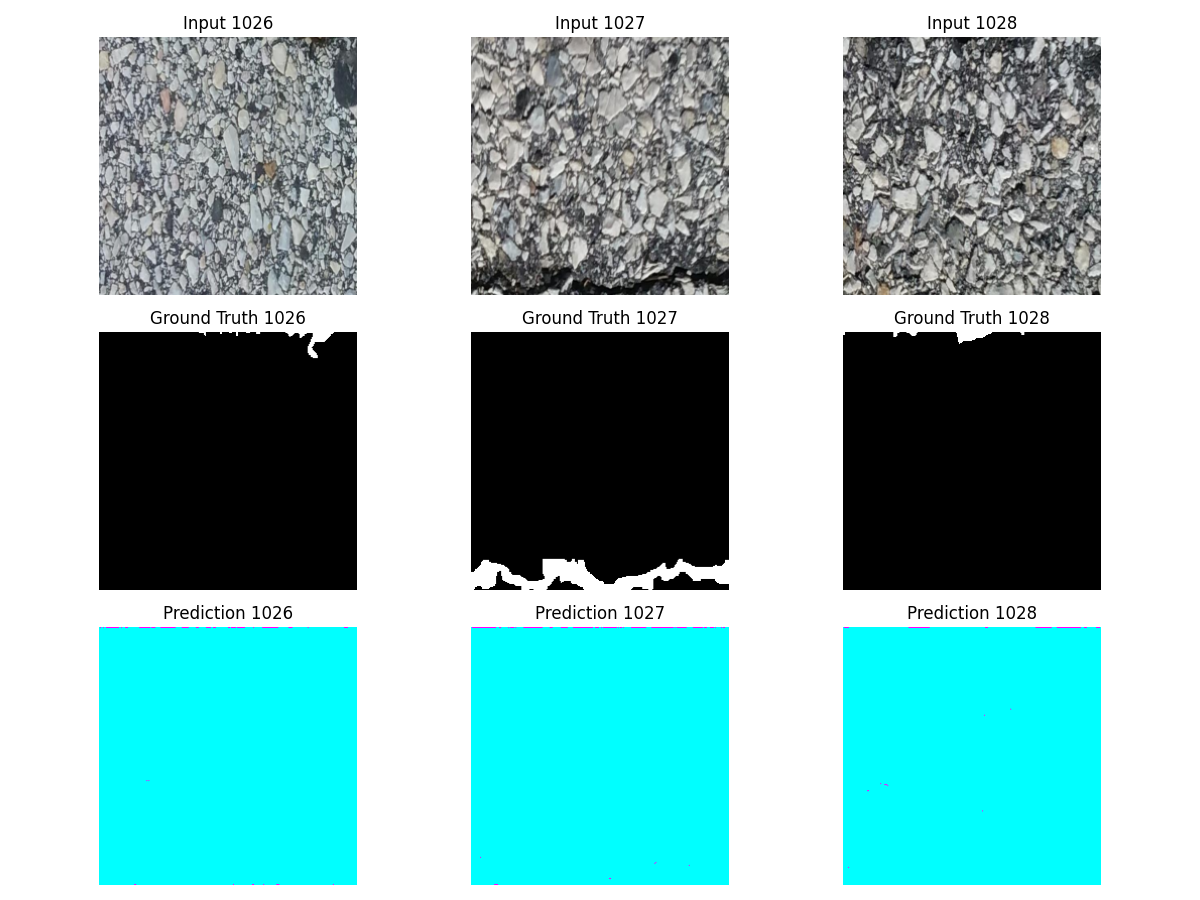 Input 1026
Input 1027
Input 1028
Ground Truth 1026
Ground Truth 1027
Ground Truth 1028
Prediction 1026
Prediction 1027
Prediction 1028